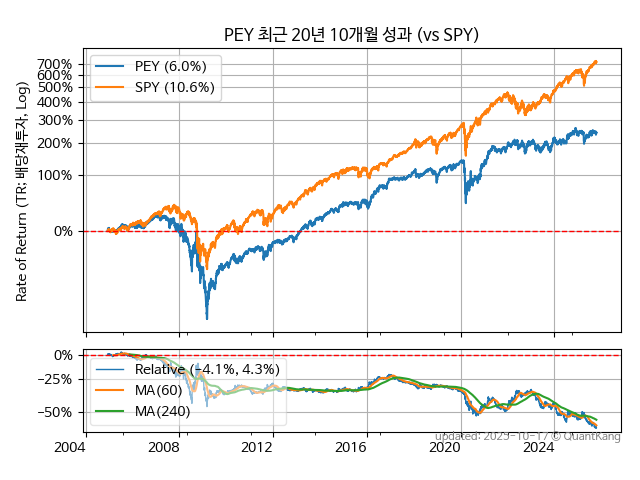 PEY 최근 20년 10개월 성과 (vs SPY)
Rate of Return (TR: 배당재투자, Log)
700%
600%
500%
400%
300%
200%
100%
0%
PEY (6.0%)
SPY (10.6%)
0%
−25%
−50%
Relative (−4.1%, 4.3%)
MA(60)
MA(240)
2004
2008
2012
2016
2020
2024
updated: 2025-10-17 © QuantKang